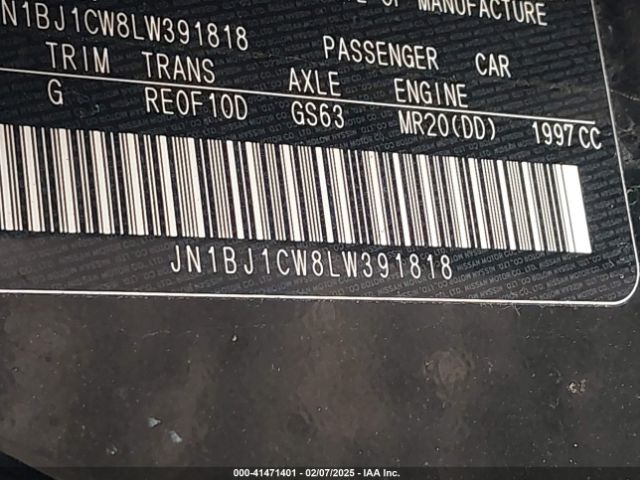 OF MANUFACTURE
JN1BJ1CW8LW391818
PASSENGER CAR
TRIM TRANS AXLE ENGINE
G RE0F10D GS63 MR20(DD) 1997CC
JN1BJ1CW8LW391818
000-41471401 - 02/07/2025 - IAA Inc.